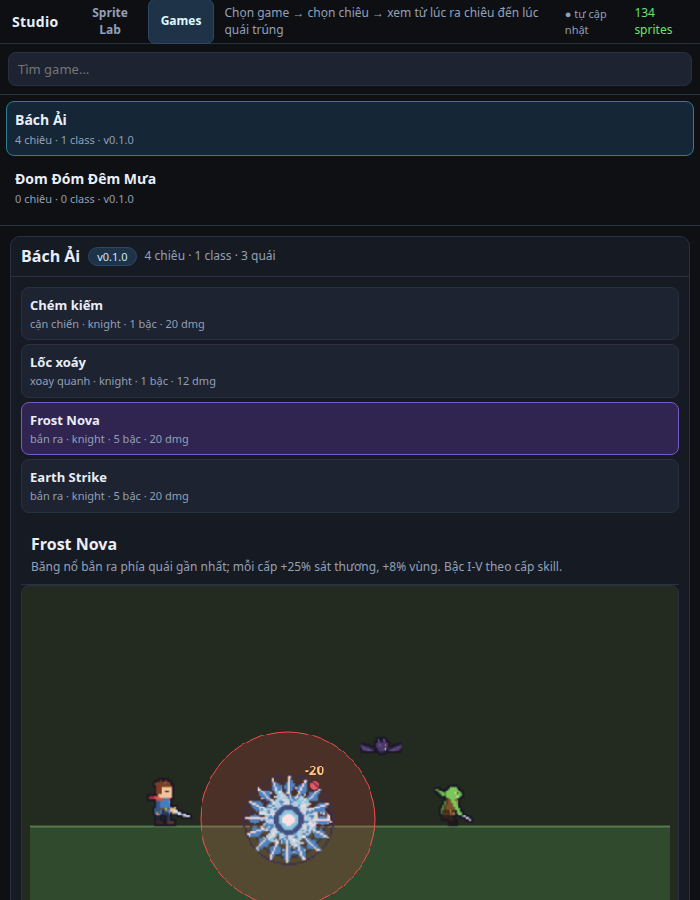 Studio
Sprite Lab
Games
Chọn game → chọn chiêu → xem từ lúc ra chiêu đến lúc quái trúng
● tự cập nhật
134 sprites
Tìm game...
Bách Ải
4 chiêu · 1 class · v0.1.0
Đom Đóm Đêm Mưa
0 chiêu · 0 class · v0.1.0
Bách Ải v0.1.0 4 chiêu · 1 class · 3 quái
Chém kiếm
cận chiến · knight · 1 bậc · 20 dmg
Lốc xoáy
xoay quanh · knight · 1 bậc · 12 dmg
Frost Nova
bắn ra · knight · 5 bậc · 20 dmg
Earth Strike
bắn ra · knight · 5 bậc · 20 dmg
Frost Nova
Băng nổ bắn ra phía quái gần nhất; mỗi cấp +25% sát thương, +8% vùng. Bậc I-V theo cấp skill.
-20